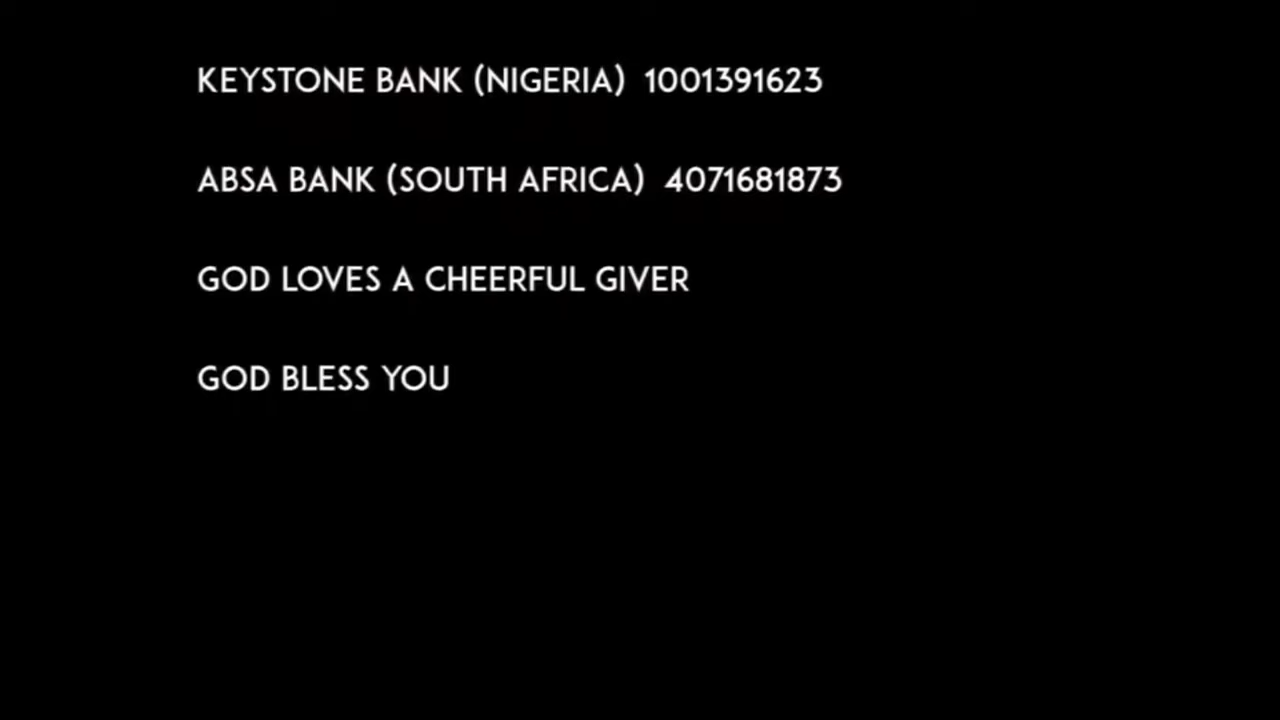 KEYSTONE BANK (NIGERIA) 1001391623
ABSA BANK (SOUTH AFRICA) 4071681873
GOD LOVES A CHEERFUL GIVER
GOD BLESS YOU